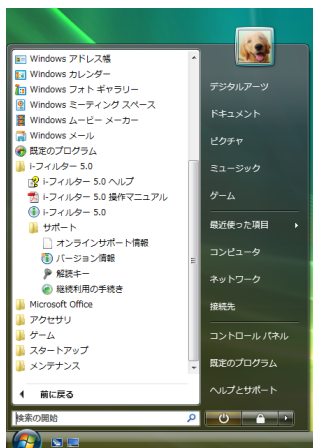 Windows アドレス帳
Windows カレンダー
Windows フォト ギャラリー
Windows ミーティング スペース
Windows ムービー メーカー
Windows メール
既定のプログラム
i-フィルター 5.0
i-フィルター 5.0 ヘルプ
i-フィルター 5.0 操作マニュアル
i-フィルター 5.0
サポート
オンラインサポート情報
バージョン情報
解読キー
継続利用の手続き
Microsoft Office
アクセサリ
ゲーム
スタートアップ
メンテナンス
前に戻る
検索の開始
デジタルアーツ
ドキュメント
ピクチャ
ミュージック
ゲーム
最近使った項目
コンピュータ
ネットワーク
接続先
コントロール パネル
既定のプログラム
ヘルプとサポート